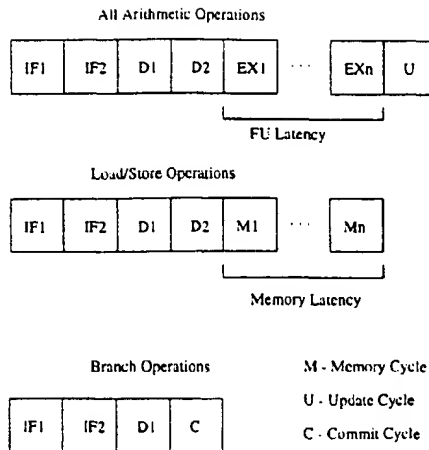 All Arithmetic Operations
IF1 IF2 D1 D2 EX1 ... EXn U
FU Latency
Load/Store Operations
IF1 IF2 D1 D2 M1 ... Mn
Memory Latency
Branch Operations
IF1 IF2 D1 C
M - Memory Cycle
U - Update Cycle
C - Commit Cycle